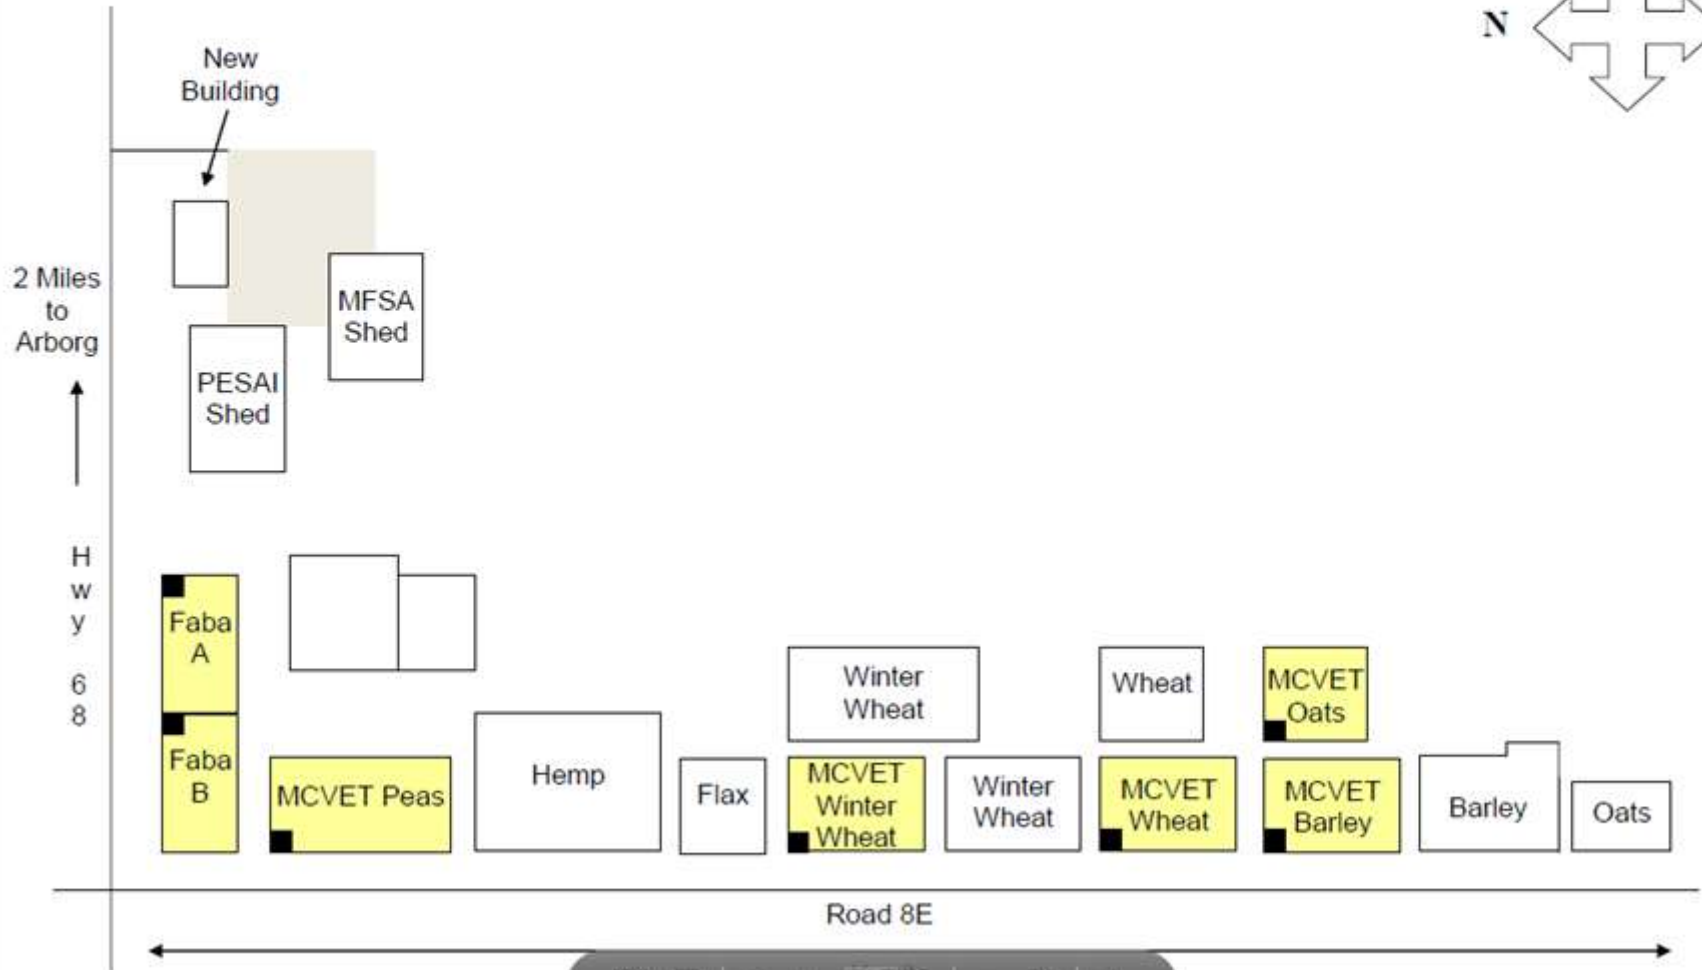 N
New
Building
2 Miles
to
Arborg
MFSA
Shed
PESAI
Shed
H
w
y
6
8
Faba
A
Faba
B
MCVET Peas
Hemp
Flax
Winter
Wheat
MCVET
Winter
Wheat
Winter
Wheat
Wheat
MCVET
Wheat
MCVET
Oats
MCVET
Barley
Barley
Oats
Road 8E